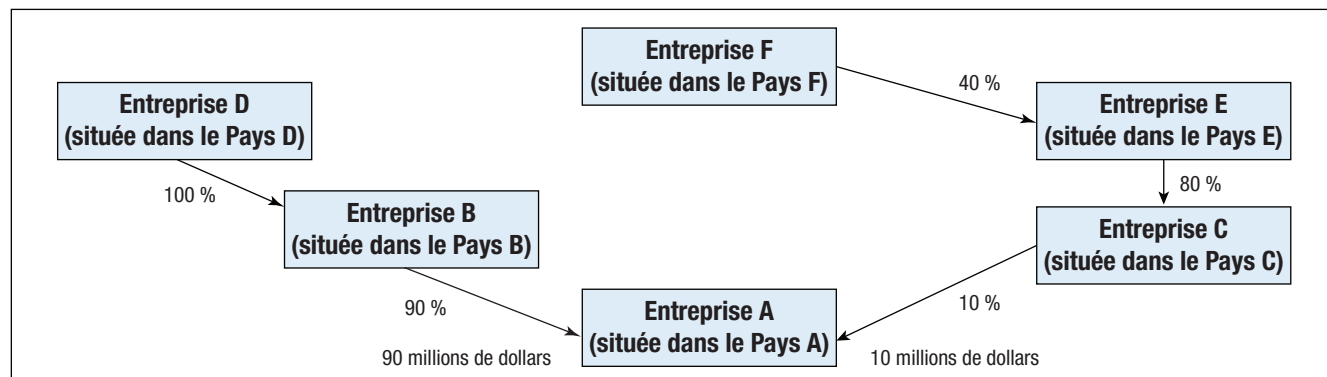 Entreprise F
(située dans le Pays F)
40 %
Entreprise D
(située dans le Pays D)
Entreprise E
(située dans le Pays E)
100 %
80 %
Entreprise B
(située dans le Pays B)
Entreprise C
(située dans le Pays C)
90 %
10 %
Entreprise A
(située dans le Pays A)
90 millions de dollars
10 millions de dollars